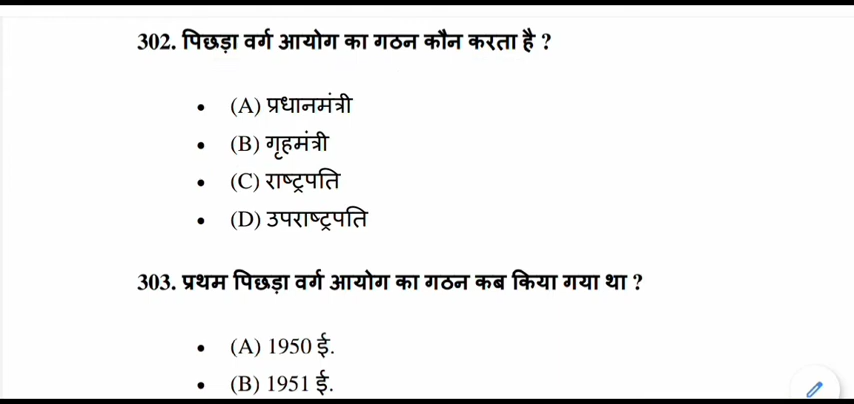 302. पिछड़ा वर्ग आयोग का गठन कौन करता है ?
• (A) प्रधानमंत्री
• (B) गृहमंत्री
• (C) राष्ट्रपति
• (D) उपराष्ट्रपति
303. प्रथम पिछड़ा वर्ग आयोग का गठन कब किया गया था ?
• (A) 1950 ई.
• (B) 1951 ई.